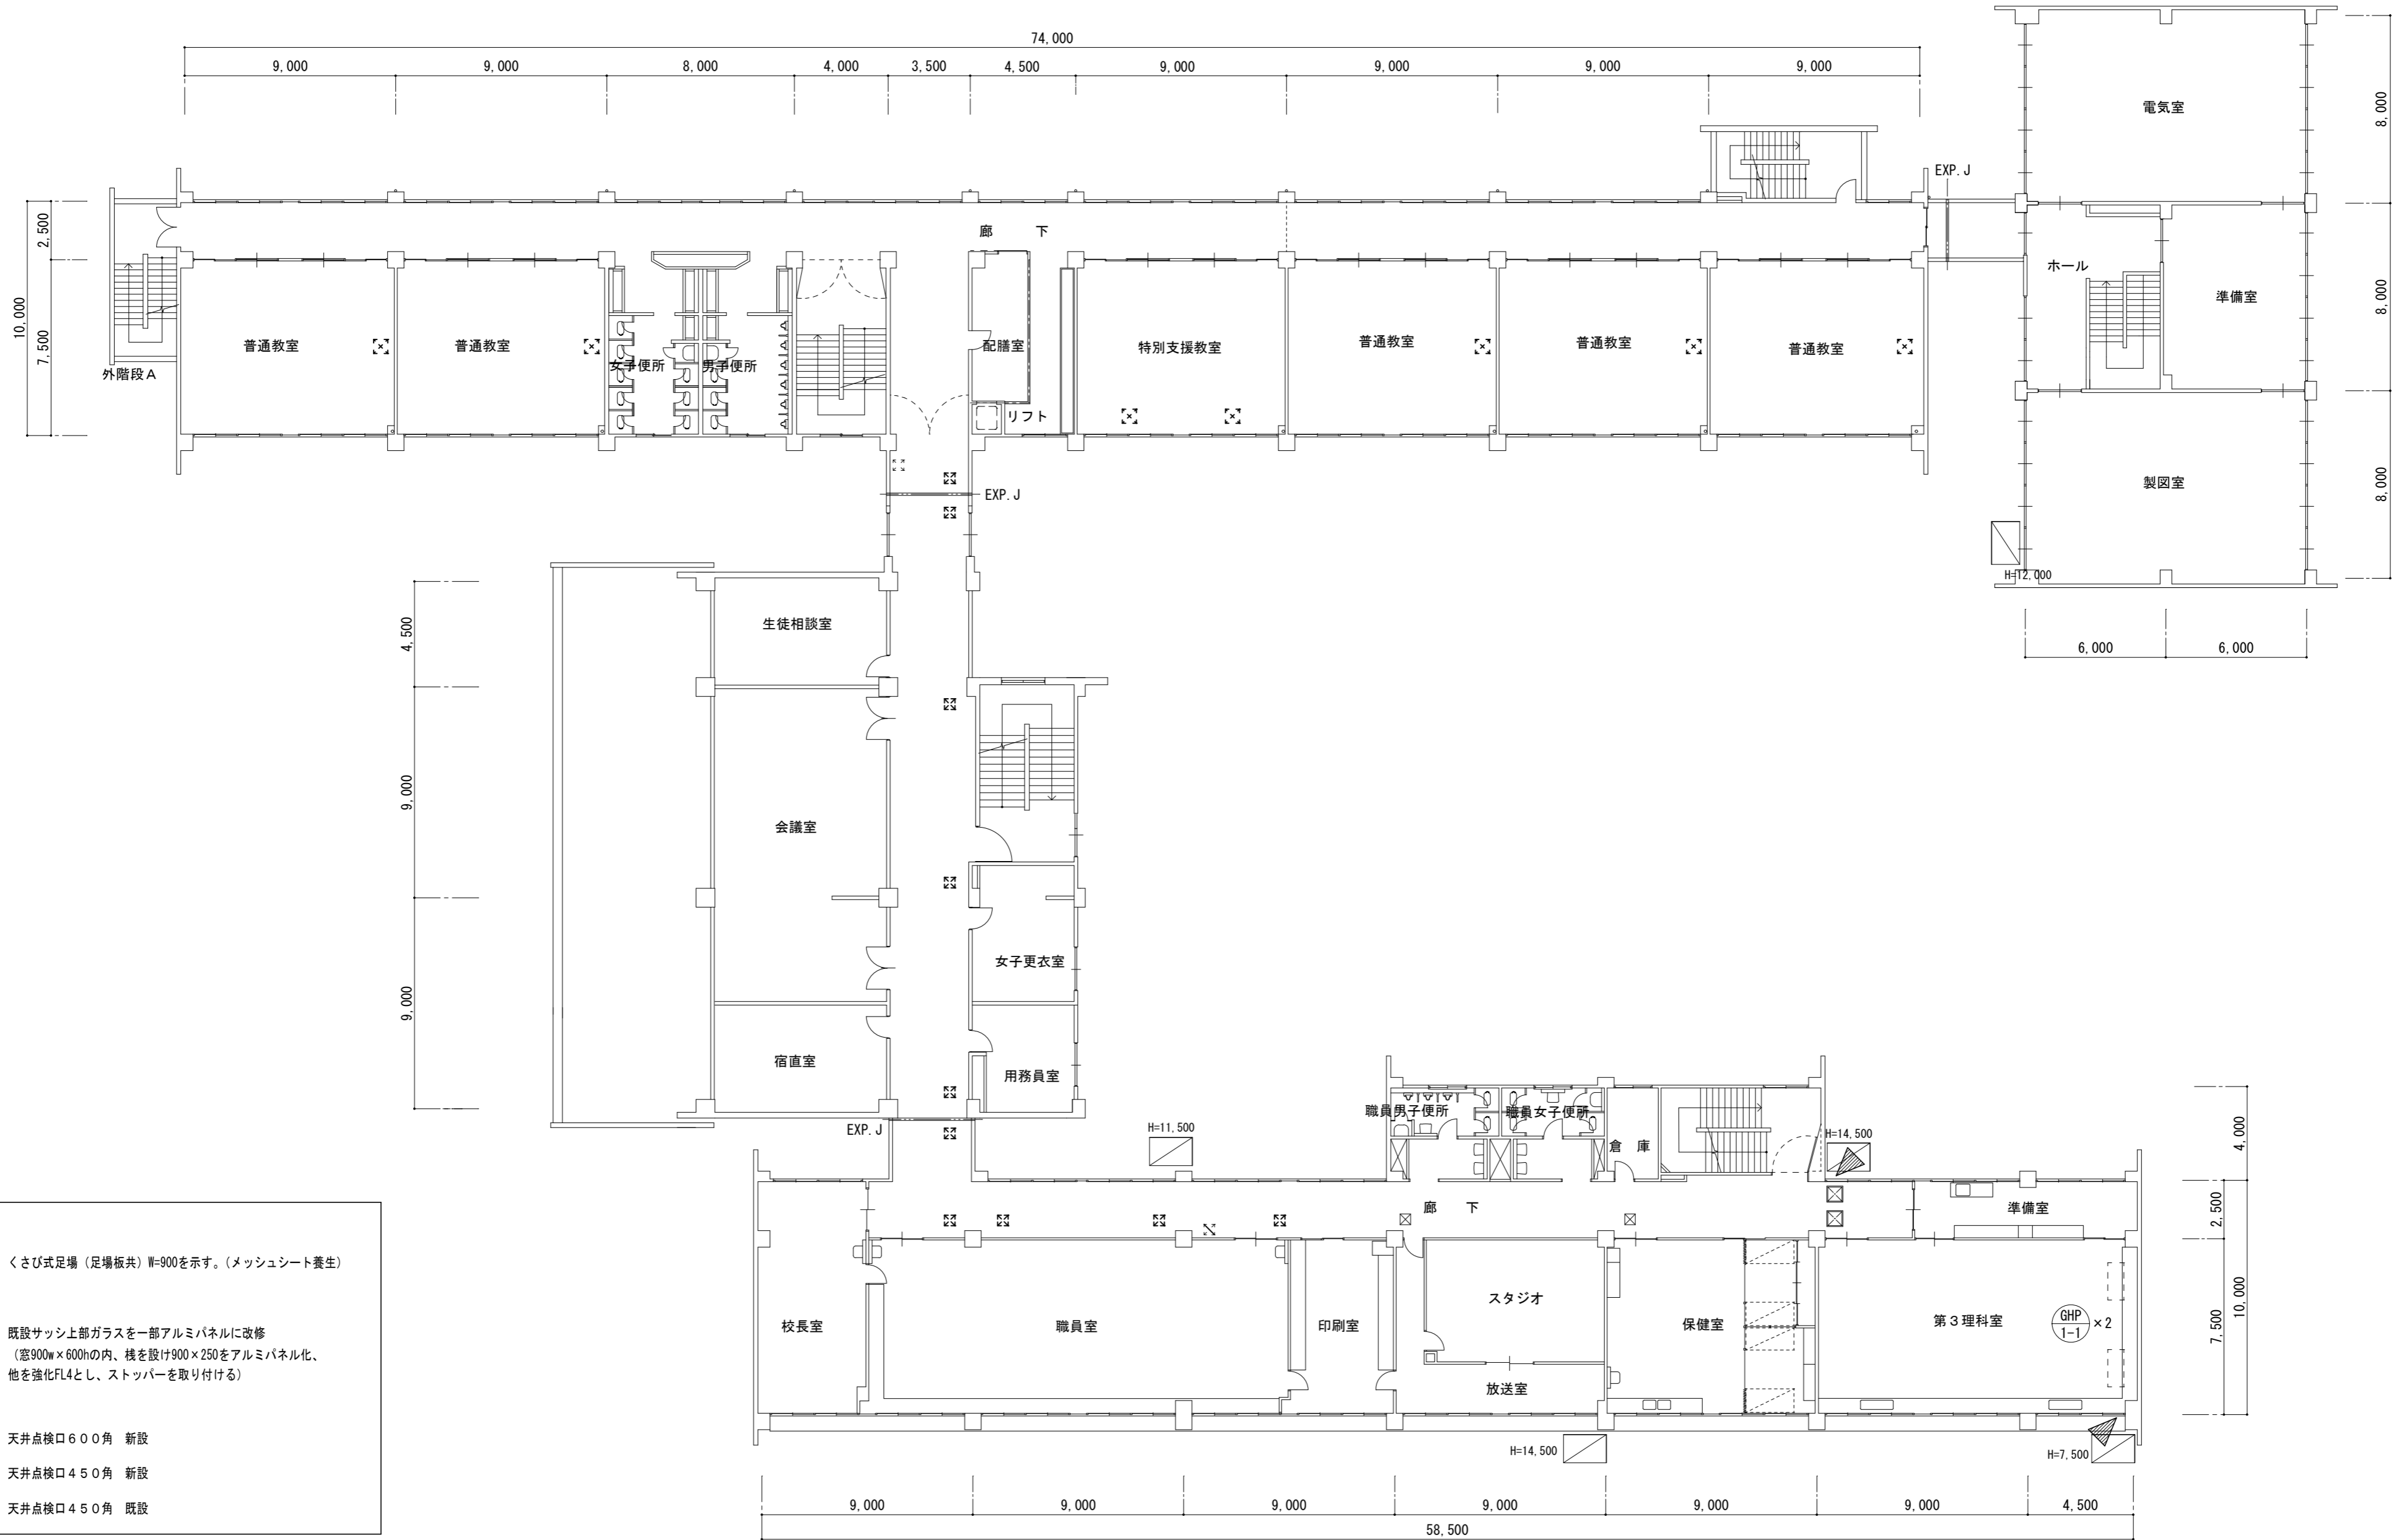 74,000
9,000 9,000 8,000 4,000 3,500 4,500 9,000 9,000 9,000 9,000
8,000
8,000
8,000
電気室
EXP.J
ホール
準備室
製図室
H=12,000
6,000 6,000
10,000
2,500
7,500
外階段A
廊 下
普通教室
普通教室
女子便所
男子便所
配膳室
リフト
特別支援教室
普通教室
普通教室
普通教室
EXP.J
4,500
9,000
9,000
生徒相談室
会議室
女子更衣室
宿直室
用務員室
EXP.J
H=11,500
職員男子便所
職員女子便所
倉 庫
H=14,500
4,000
2,500
7,500
10,000
廊 下
準備室
校長室
職員室
印刷室
スタジオ
放送室
保健室
第3理科室
GHP
1-1
×2
H=14,500
H=7,500
9,000 9,000 9,000 9,000 9,000 9,000 4,500
58,500
くさび式足場(足場板共)W=900を示す。(メッシュシート養生)
既設サッシ上部ガラスを一部アルミパネルに改修
(窓900w×600hの内、桟を設け900×250をアルミパネル化、
他を強化FL4とし、ストッパーを取り付ける)
天井点検口600角 新設
天井点検口450角 新設
天井点検口450角 既設